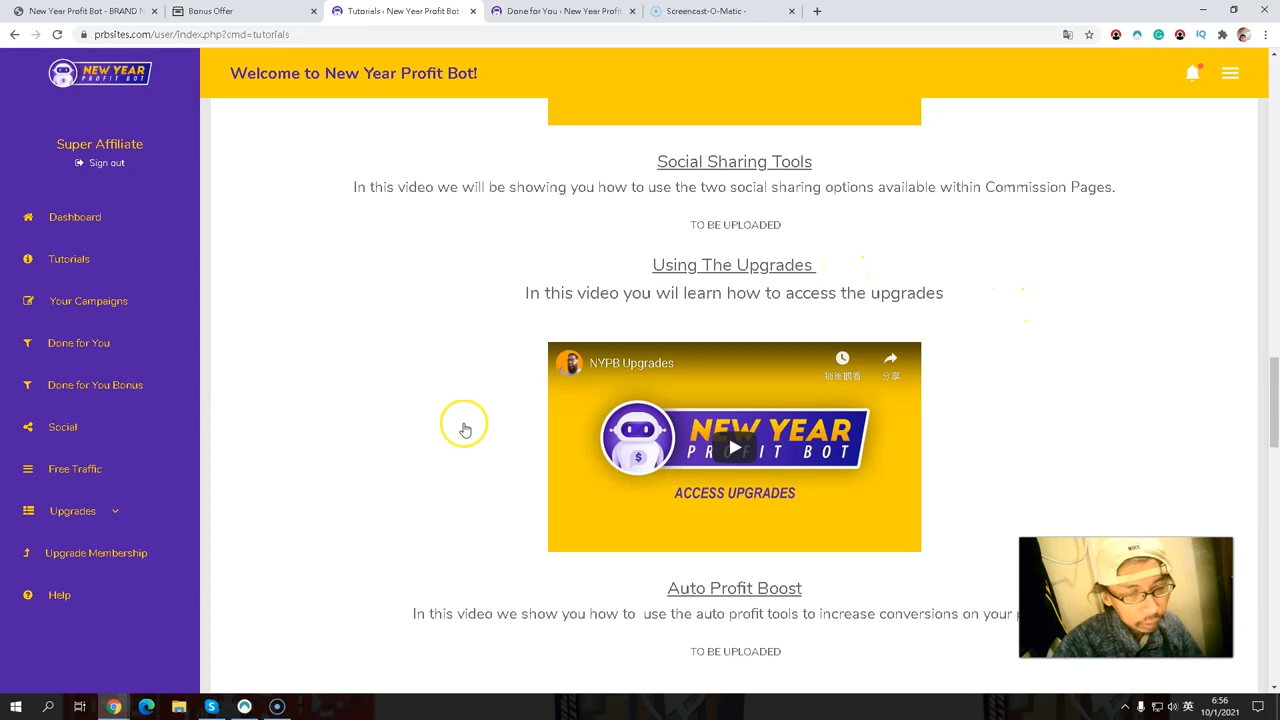 New Year Profit Bot - BRAND N
Bonus Offer
Tutorials ‹ New Year Profit Bot -
Done for You ‹ New Year Profit B
Screencast-O-Matic -
prbsites.com/user/index.php?cmd=tutorials
NEW YEAR
PROFIT BOT
Welcome to New Year Profit Bot!
Super Affiliate
Sign out
Dashboard
Tutorials
Your Campaigns
Done for You
Done for You Bonus
Social
Free Traffic
Upgrades
Upgrade Membership
Help
Social Sharing Tools
In this video we will be showing you how to use the two social sharing options available within Commission Pages.
TO BE UPLOADED
Using The Upgrades
In this video you wil learn how to access the upgrades
NYPB Upgrades
稍後觀看
分享
NEW YEAR
PROFIT BOT
ACCESS UPGRADES
Auto Profit Boost
In this video we show you how to use the auto profit tools to increase conversions on your p
TO BE UPLOADED
英
6:56
10/1/2021